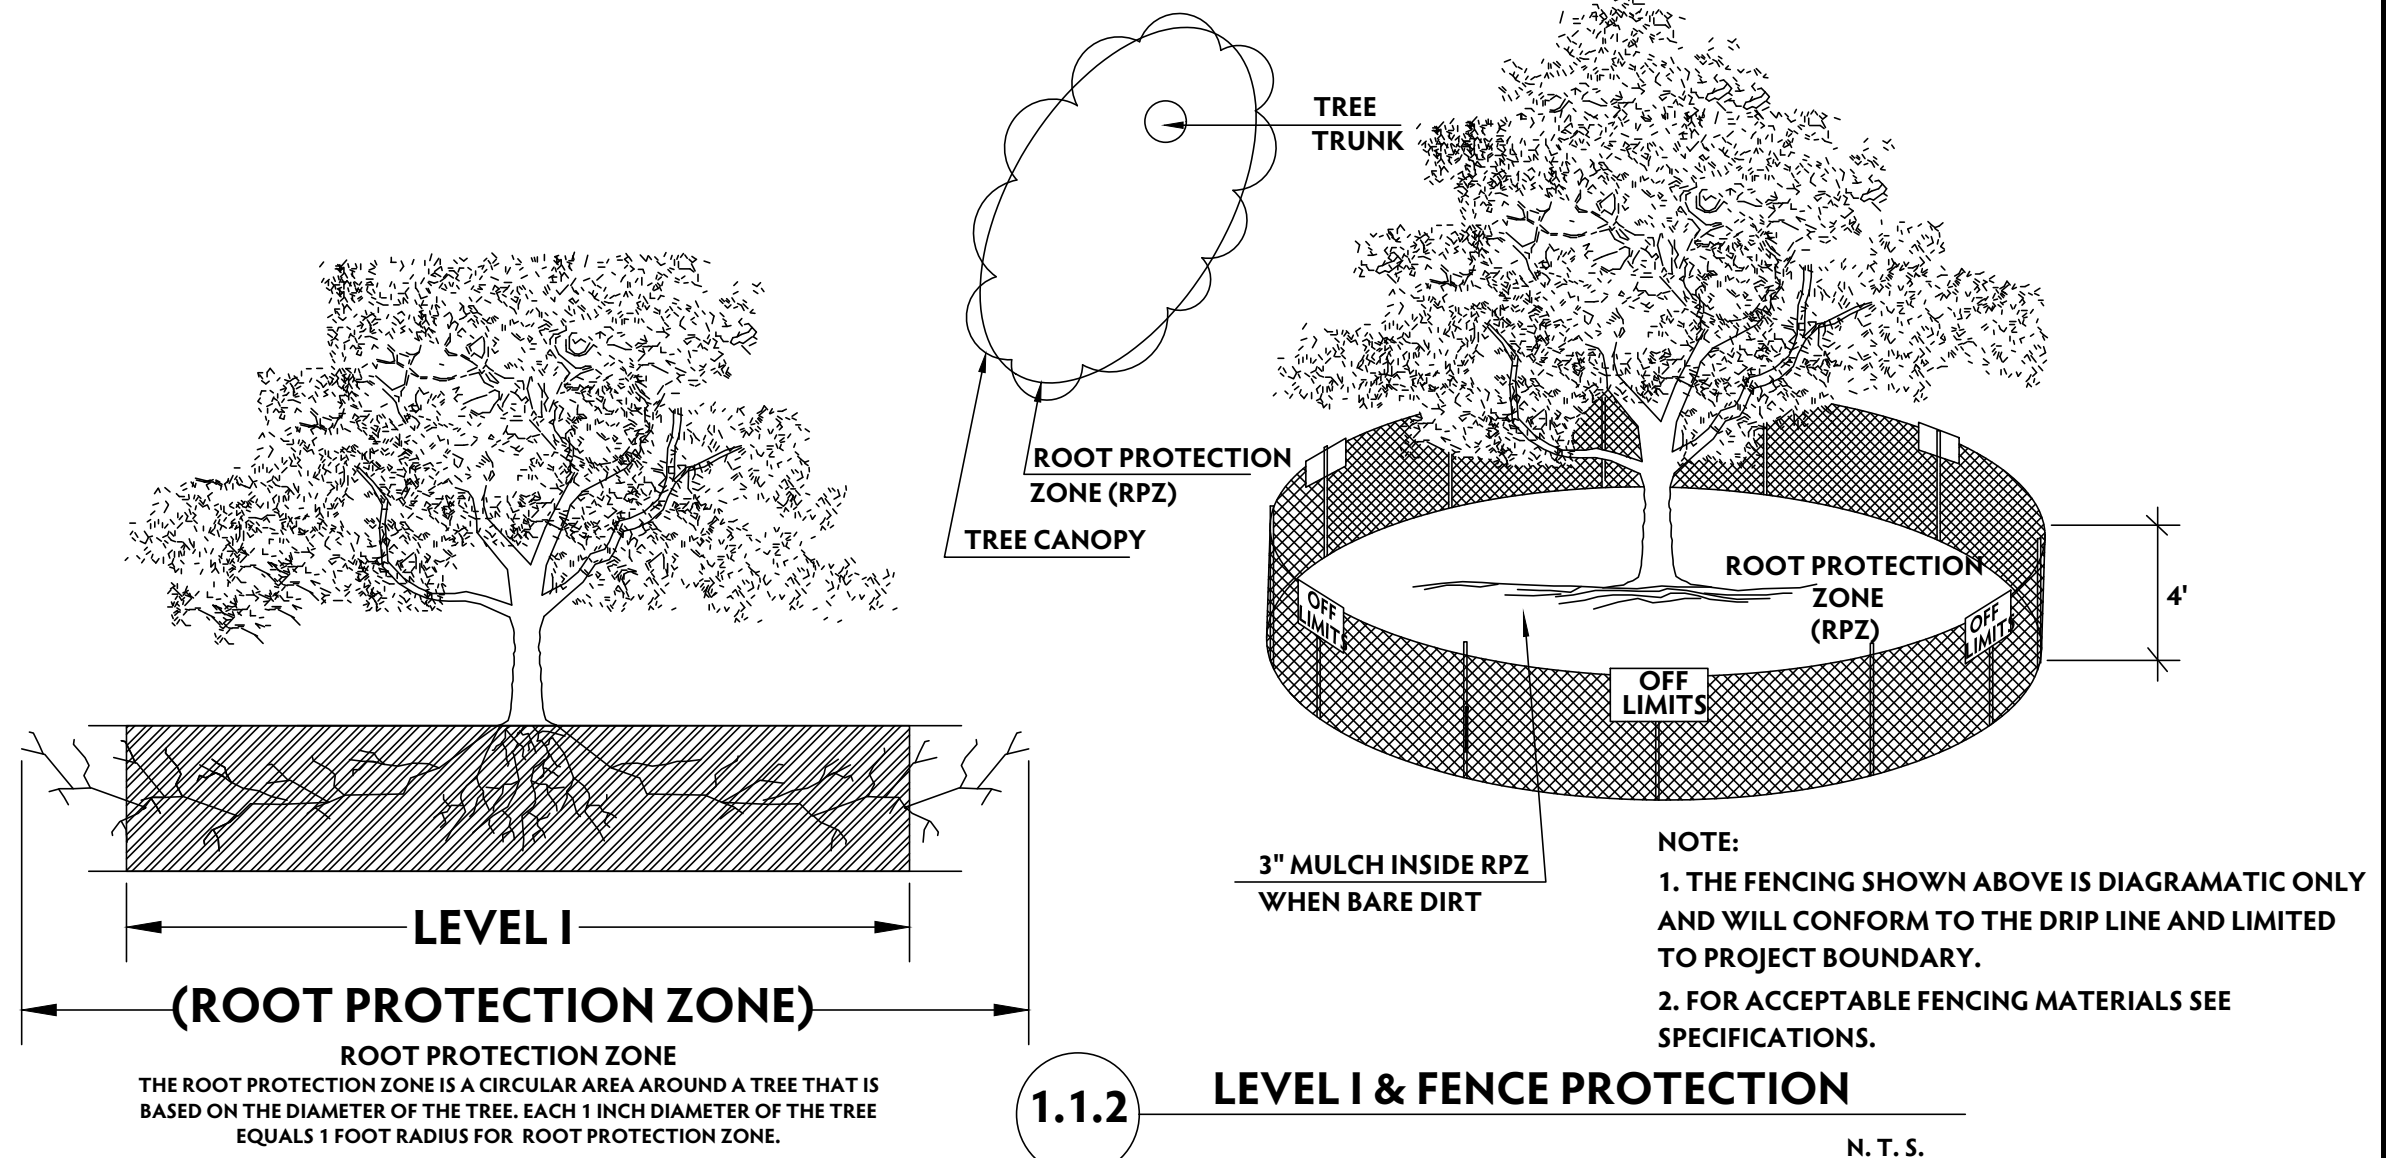 TREE
TRUNK
ROOT PROTECTION
ZONE (RPZ)
TREE CANOPY
ROOT PROTECTION
ZONE
(RPZ)
4'
OFF
LIMITS
OFF
LIMITS
OFF
LIMITS
3" MULCH INSIDE RPZ
WHEN BARE DIRT
NOTE:
1. THE FENCING SHOWN ABOVE IS DIAGRAMATIC ONLY
AND WILL CONFORM TO THE DRIP LINE AND LIMITED
TO PROJECT BOUNDARY.
2. FOR ACCEPTABLE FENCING MATERIALS SEE
SPECIFICATIONS.
LEVEL I
(ROOT PROTECTION ZONE)
ROOT PROTECTION ZONE
THE ROOT PROTECTION ZONE IS A CIRCULAR AREA AROUND A TREE THAT IS
BASED ON THE DIAMETER OF THE TREE. EACH 1 INCH DIAMETER OF THE TREE
EQUALS 1 FOOT RADIUS FOR ROOT PROTECTION ZONE.
1.1.2
LEVEL I & FENCE PROTECTION
N. T. S.